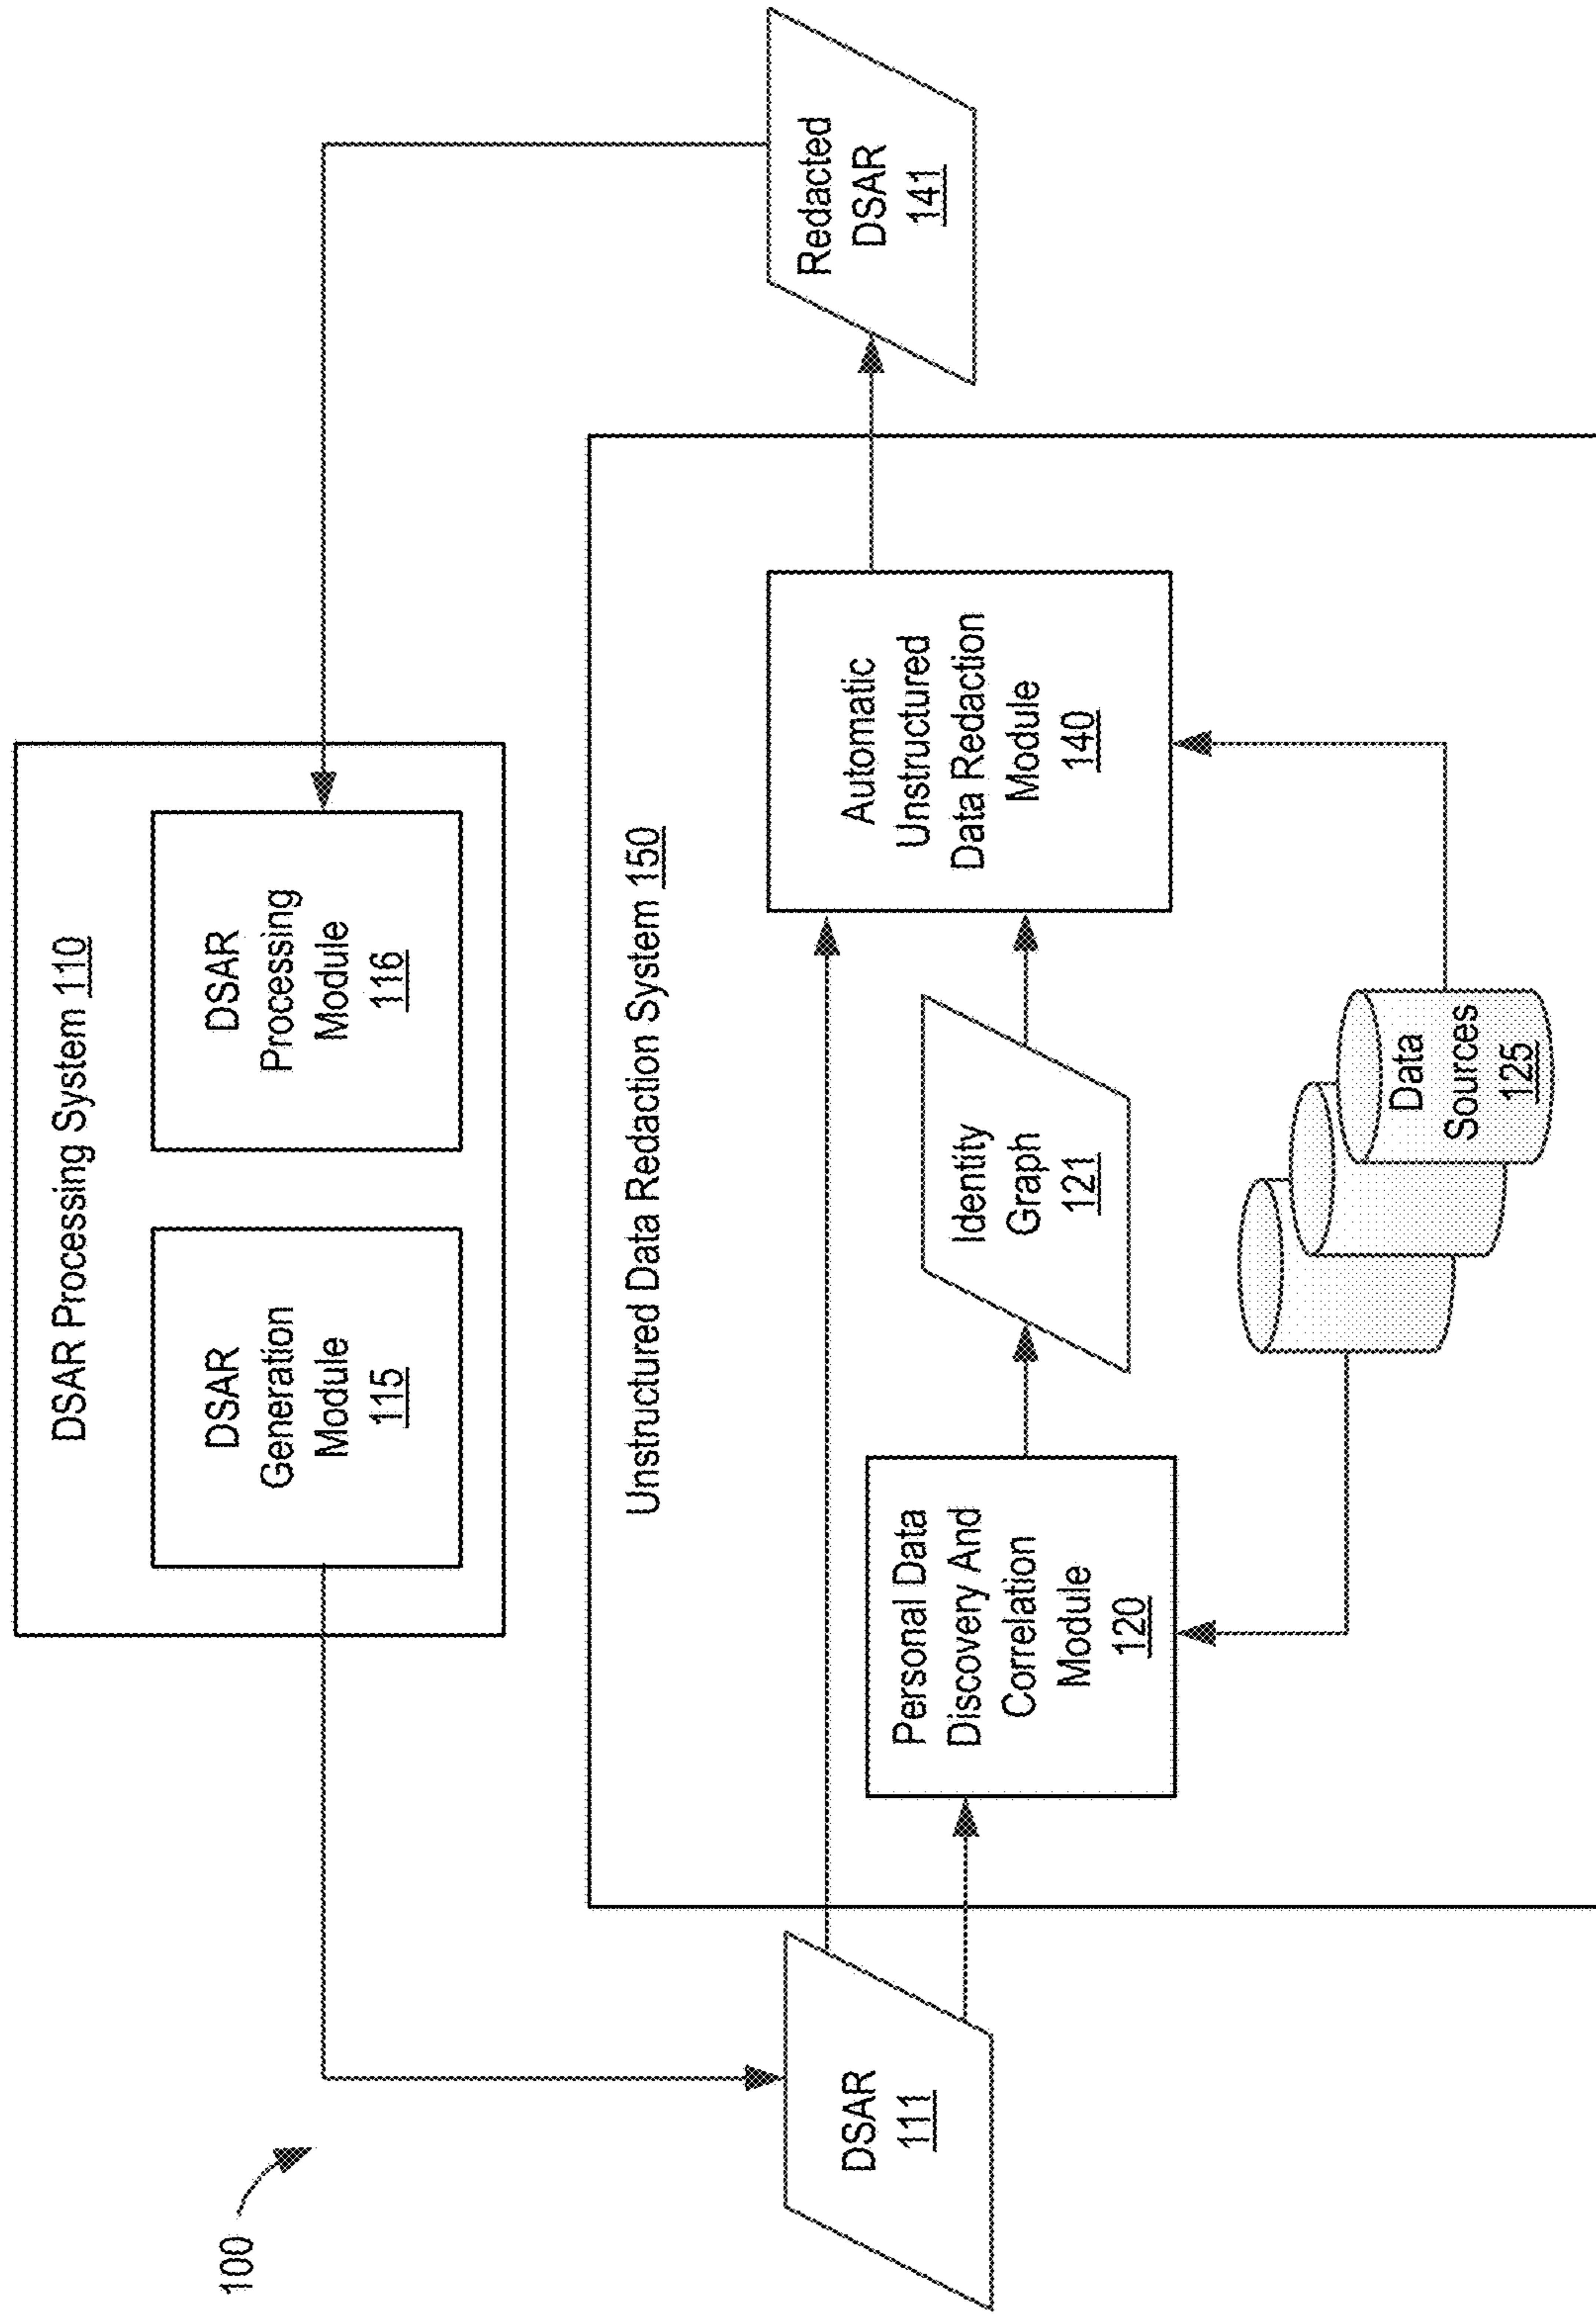 100
DSAR Processing System 110
DSAR
Generation
Module
115
DSAR
Processing
Module
116
Unstructured Data Redaction System 150
DSAR
111
Personal Data
Discovery And
Correlation
Module
120
Identity
Graph
121
Automatic
Unstructured
Data Redaction
Module
140
Redacted
DSAR
141
Data
Sources
125